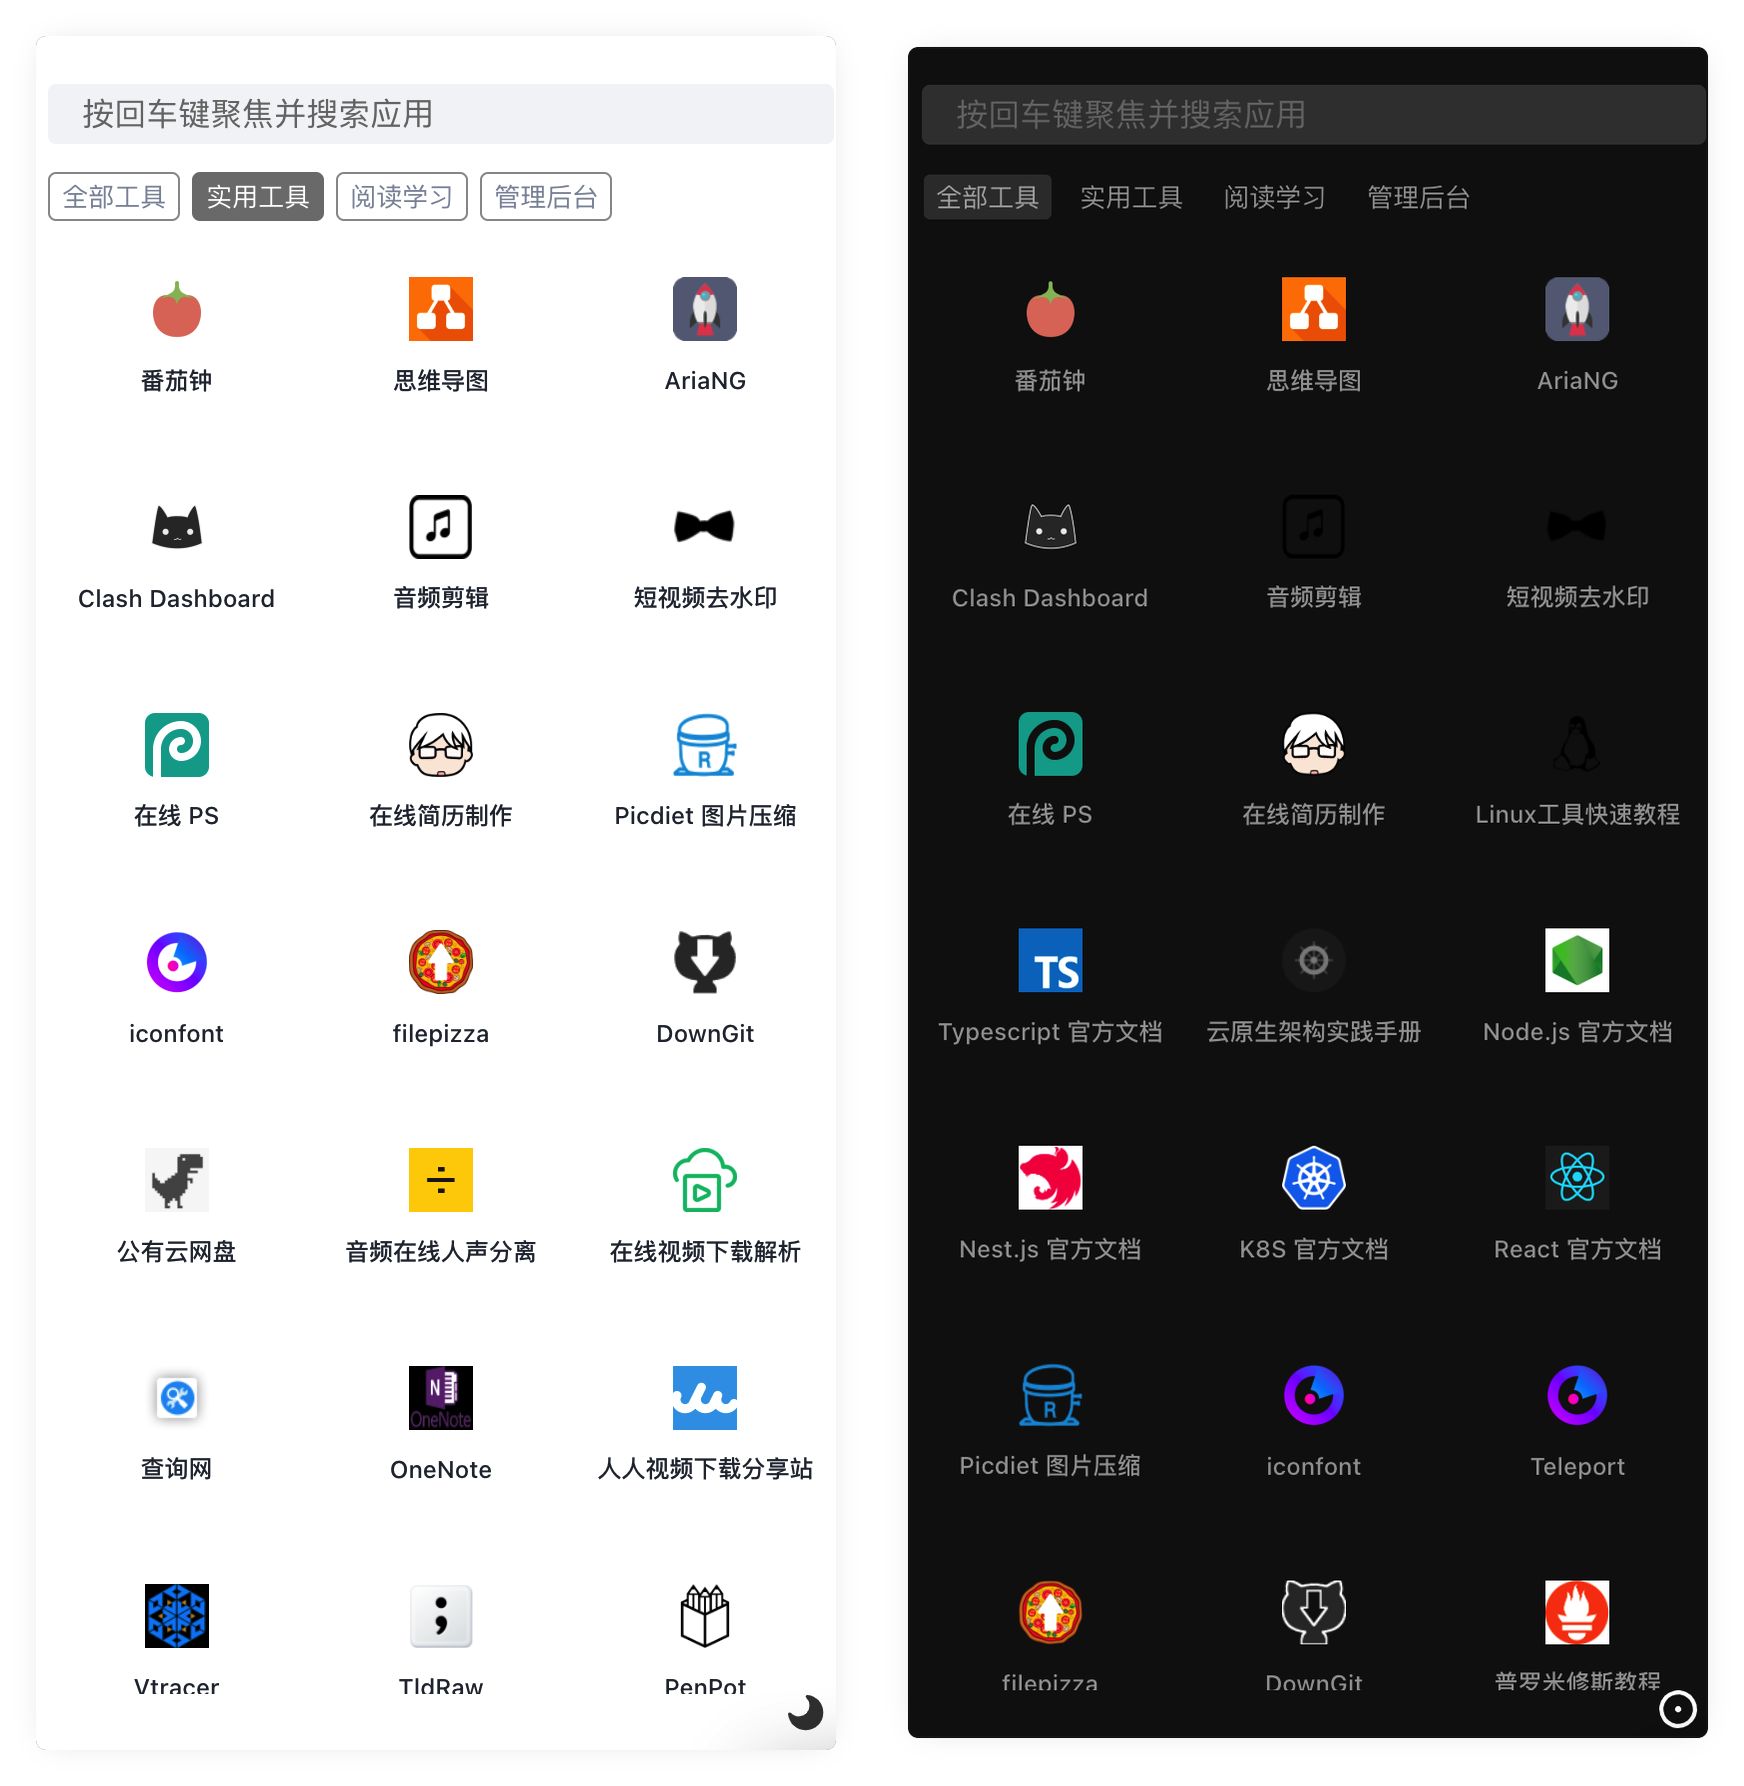 按回车键聚焦并搜索应用
全部工具 实用工具 阅读学习 管理后台
番茄钟 思维导图 AriaNG
Clash Dashboard 音频剪辑 短视频去水印
R
在线 PS 在线简历制作 Picdiet 图片压缩
iconfont filepizza DownGit
公有云网盘 音频在线人声分离 在线视频下载解析
N
OneNote
查询网 OneNote 人人视频下载分享站
Vtracer TldRaw PenPot
按回车键聚焦并搜索应用
全部工具 实用工具 阅读学习 管理后台
番茄钟 思维导图 AriaNG
Clash Dashboard 音频剪辑 短视频去水印
在线 PS 在线简历制作 Linux工具快速教程
TS
Typescript 官方文档 云原生架构实践手册 Node.js 官方文档
Nest.js 官方文档 K8S 官方文档 React 官方文档
R
Picdiet 图片压缩 iconfont Teleport
filepizza DownGit 普罗米修斯教程